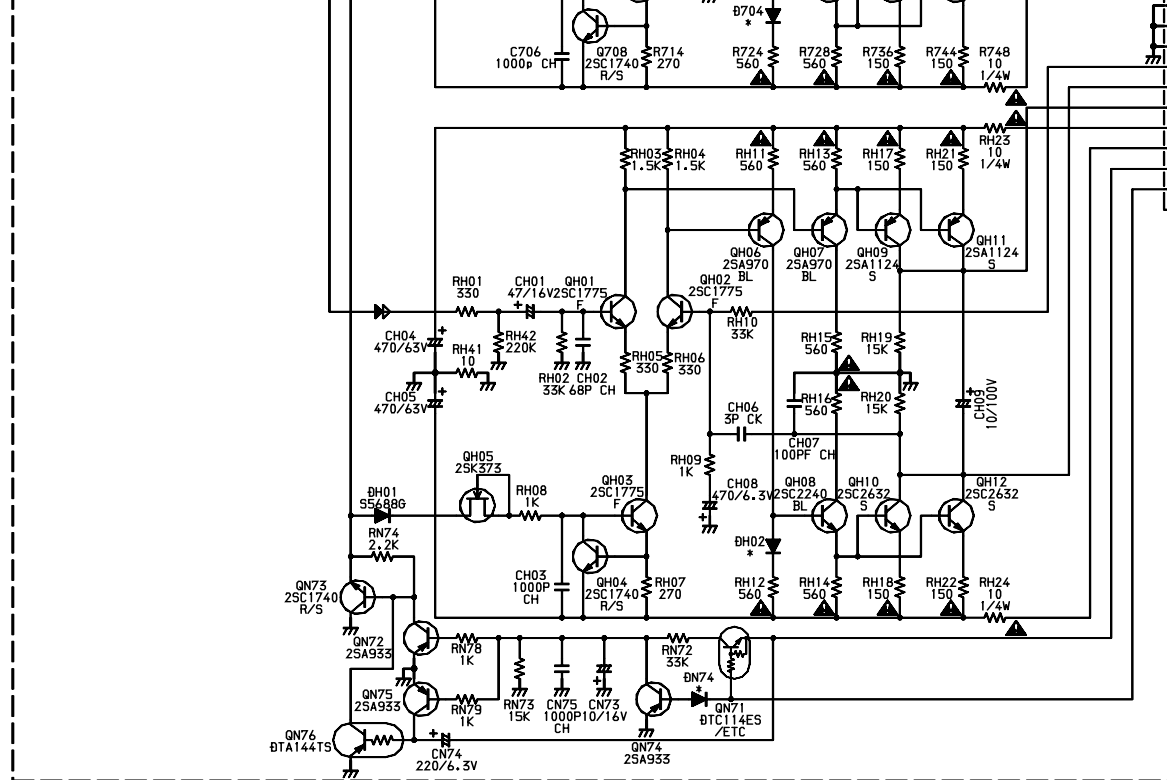 Đ704
*
C706
1000p CH
Q708
2SC1740
R/S
R714
270
R724
560
R728
560
R736
150
R744
150
R748
10
1/4W
RH03
1.5K
RH04
1.5K
RH11
560
RH13
560
RH17
150
RH21
150
RH23
10
1/4W
QH06
2SA970
BL
QH07
2SA970
BL
QH09
2SA1124
S
QH11
2SA1124
S
RH01
330
CH01
47/16V
QH01
2SC1775
F
QH02
2SC1775
F
RH10
33K
CH04
470/63V
RH42
220K
RH41
10
RH02
33K
CH02
68P CH
RH05
330
RH06
330
RH15
560
RH19
15K
CH05
470/63V
CH06
3P CK
RH16
560
RH20
15K
CH09
10/100V
CH07
100PF CH
RH09
1K
QH05
2SK373
RH08
1K
QH03
2SC1775
F
CH08
470/6.3V
QH08
2SC2240
BL
QH10
2SC2632
S
QH12
2SC2632
S
ĐH01
S5688G
RN74
2.2K
ĐH02
*
QN73
2SC1740
R/S
CH03
1000P
CH
QH04
2SC1740
R/S
RH07
270
RH12
560
RH14
560
RH18
150
RH22
150
RH24
10
1/4W
QN72
2SA933
RN78
1K
RN72
33K
QN75
2SA933
RN79
1K
RN73
15K
CN75
1000P
CH
CN73
10/16V
ĐN74
*
QN71
ĐTC114ES
/ETC
QN76
ĐTA144TS
CN74
220/6.3V
QN74
2SA933